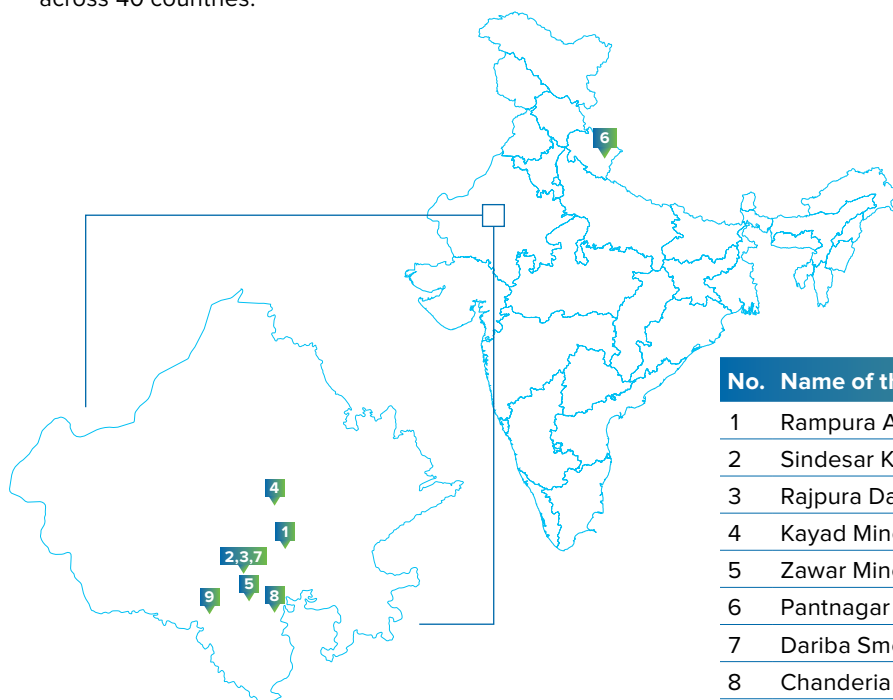 across 40 countries.
6
4
1
2,3,7
5
9
8
No. Name of th
1 Rampura A
2 Sindesar K
3 Rajpura Da
4 Kayad Min
5 Zawar Min
6 Pantnagar
7 Dariba Sm
8 Chanderia